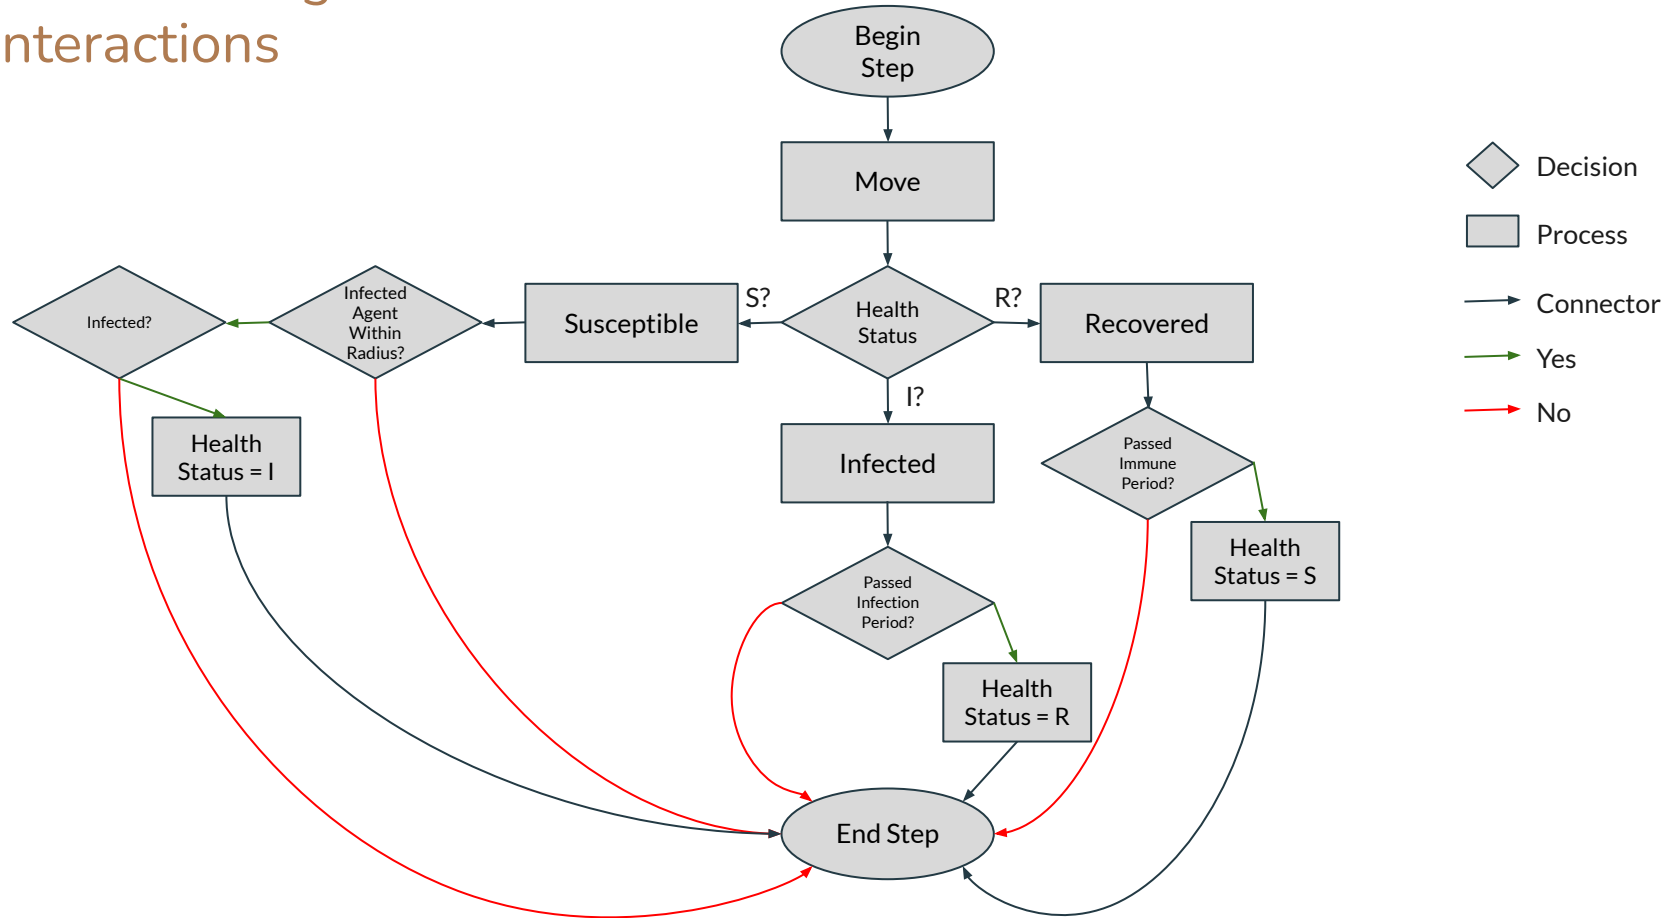 nteractions
Begin
Step
Move
Health
Status
S?
R?
I?
Susceptible
Infected
Agent
Within
Radius?
Infected?
Health
Status = I
Infected
Passed
Infection
Period?
Health
Status = R
Recovered
Passed
Immune
Period?
Health
Status = S
End Step
Decision
Process
Connector
Yes
No